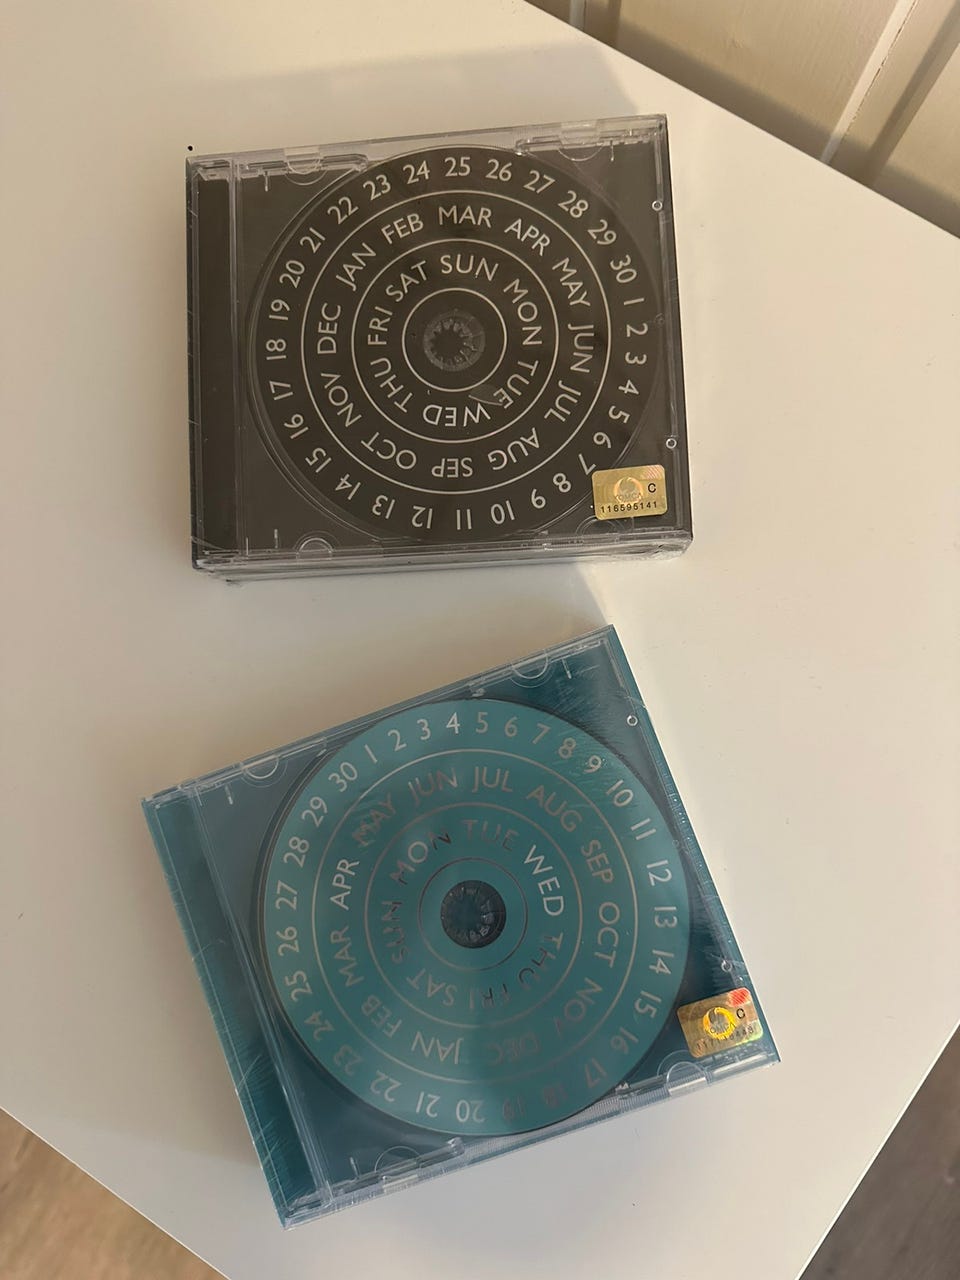 1 2 3 4 5 6 7 8 9 10 11 12 13 14 15 16 17 18 19 20 21 22 23 24 25 26 27 28 29 30
JAN FEB MAR APR MAY JUN JUL AUG SEP OCT NOV DEC
SUN MON TUE WED THU FRI SAT
C
116595141
1 2 3 4 5 6 7 8 9 10 11 12 13 14 15 16 17 18 19 20 21 22 23 24 25 26 27 28 29 30
JAN FEB MAR APR MAY JUN JUL AUG SEP OCT NOV DEC
SUN MON TUE WED THU FRI SAT
C